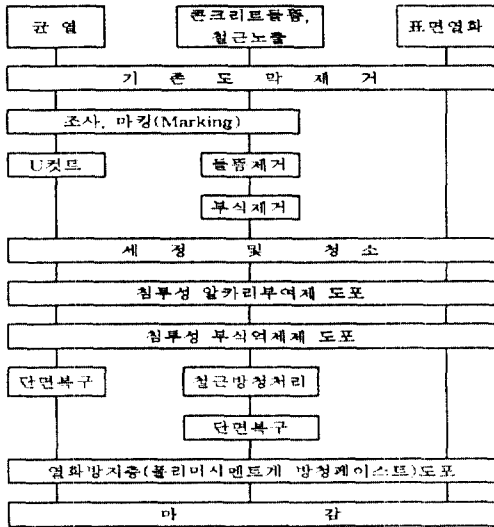 균 열
콘크리트들뜸,
철근노출
표면열화
기 존 도 막 제 거
조사, 마킹(Marking)
U컷트
들뜸제거
부식제거
세 정 및 청 소
침투성 알카리부여제 도포
침투성 부식억제제 도포
단면복구
철근방청처리
단면복구
열화방지층(폴리머시멘트계 방청페이스트)도포
마 감